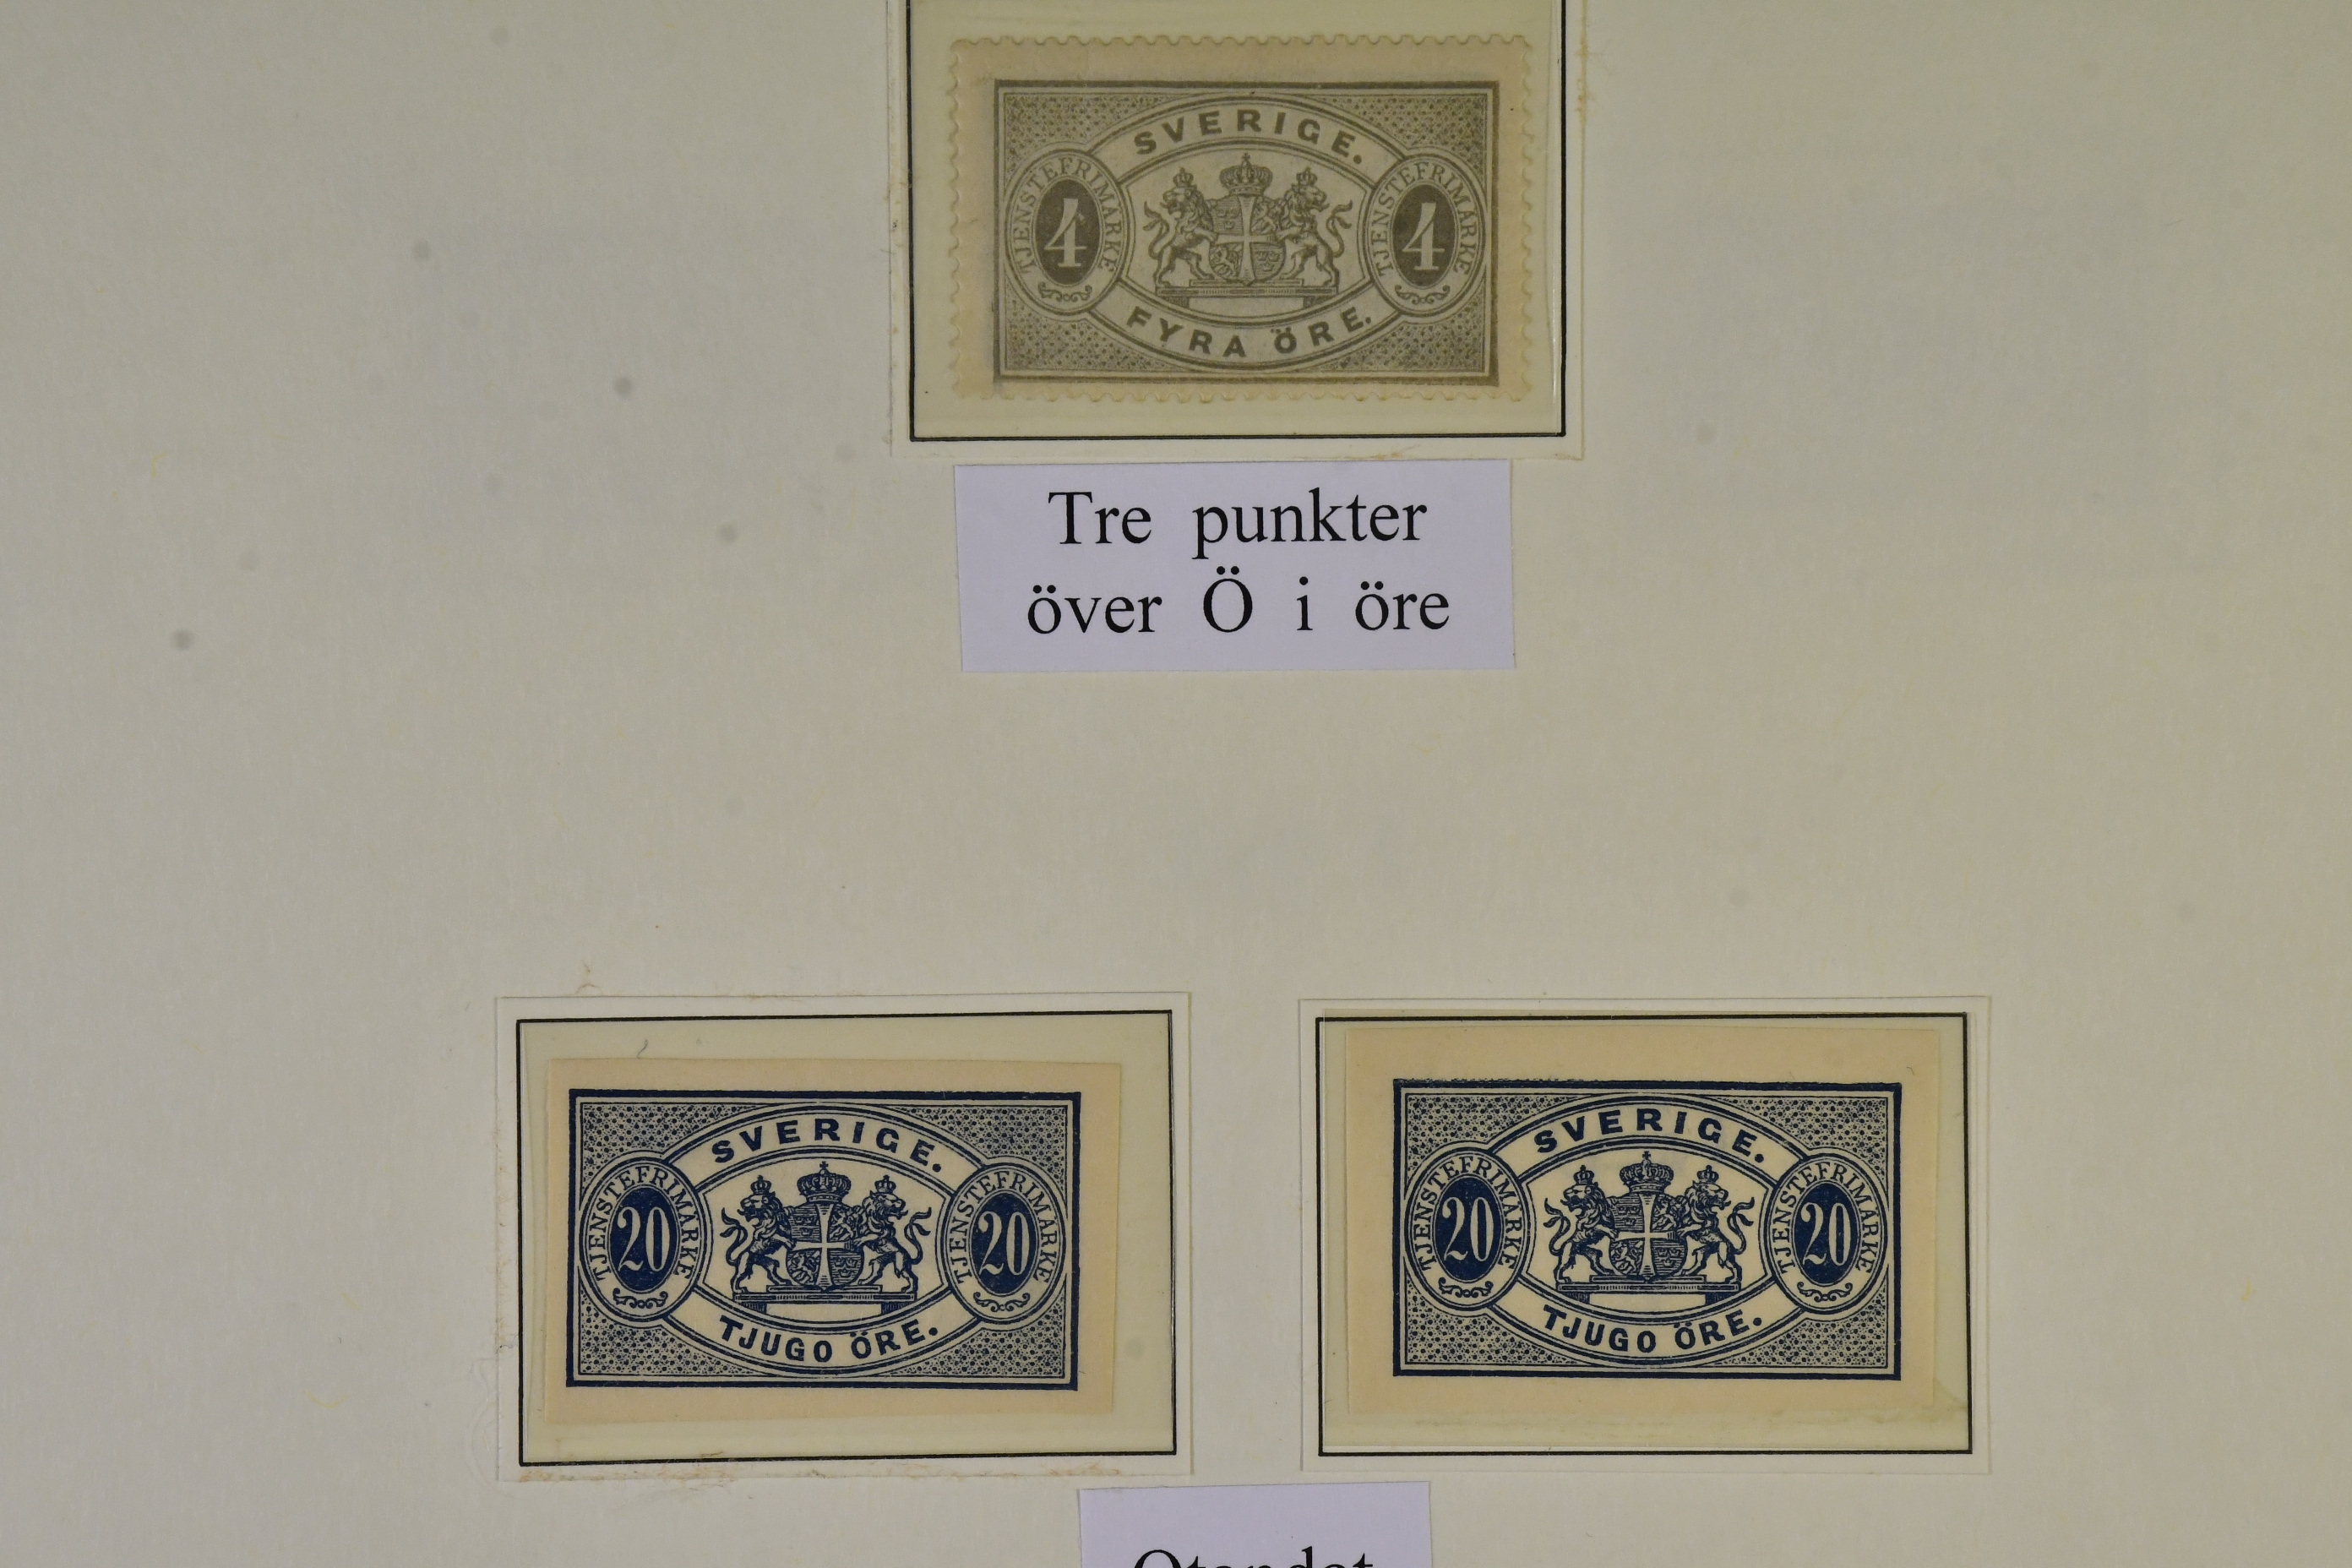 SVERIGE.
TJENSTEFRIMÄRKE
4
TJENSTEFRIMÄRKE
4
FYRA ÖRE.
Tre punkter
över Ö i öre
SVERIGE.
TJENSTEFRIMÄRKE
20
TJENSTEFRIMÄRKE
20
TJUGO ÖRE.
SVERIGE.
TJENSTEFRIMÄRKE
20
TJENSTEFRIMÄRKE
20
TJUGO ÖRE.
Otandat